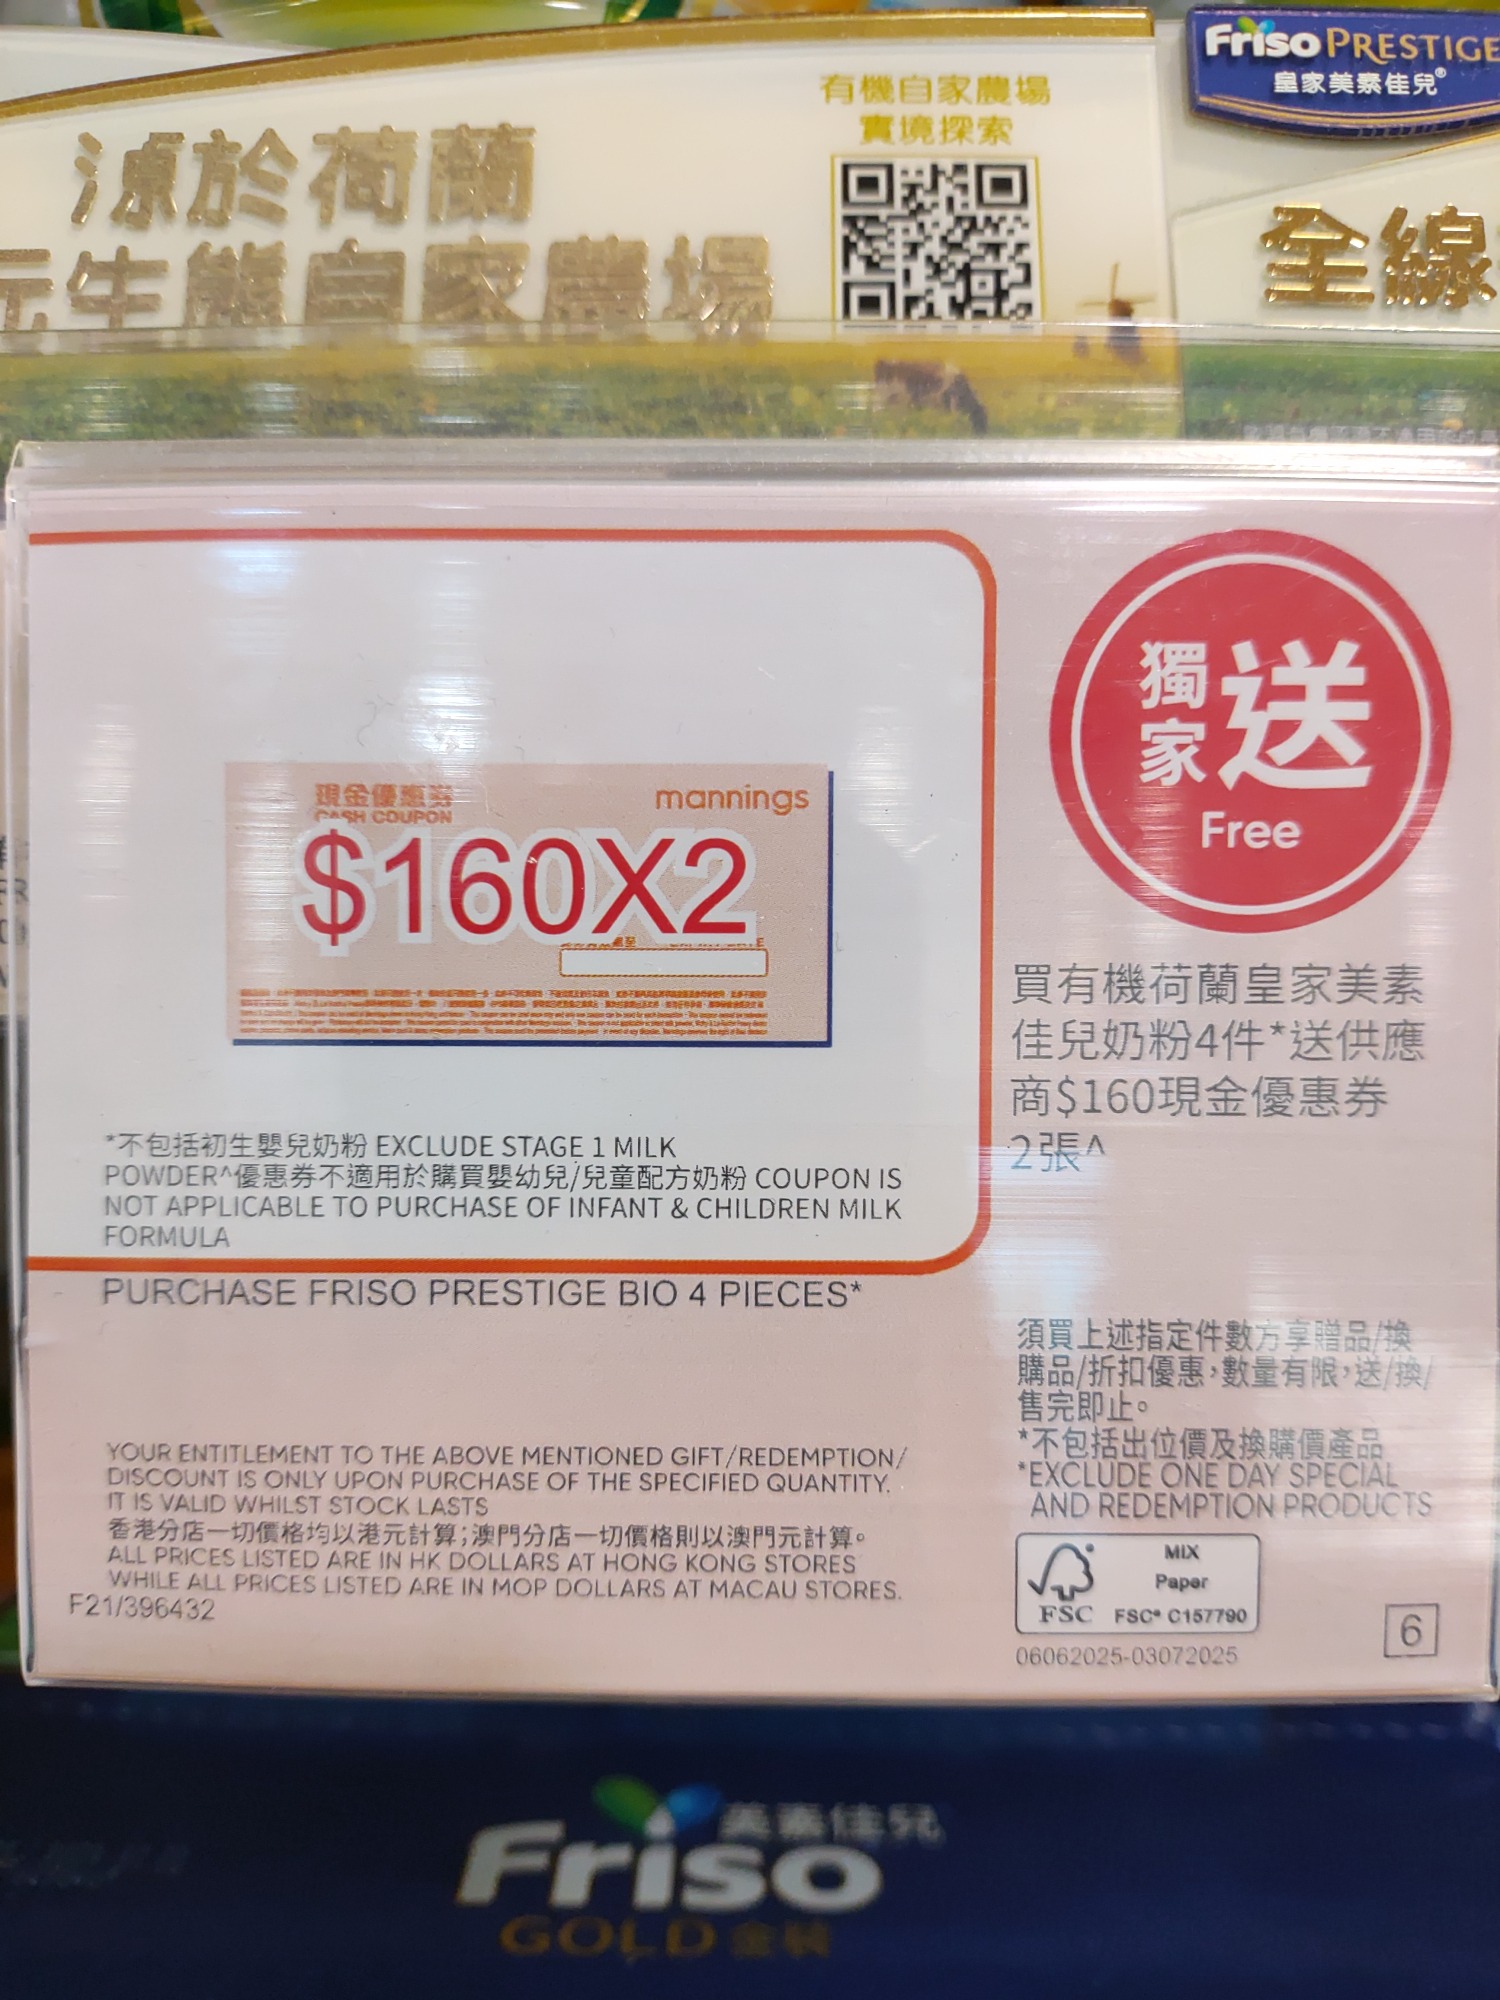 有機自家農場
實境探索
Friso PRESTIGE
皇家美素佳兒®
源於荷蘭
生態自家農場
全線
獨家送
Free
現金優惠券
CASH COUPON
mannings
$160X2
買有機荷蘭皇家美素
佳兒奶粉4件*送供應
商$160現金優惠券
2張^
*不包括初生嬰兒奶粉 EXCLUDE STAGE 1 MILK
POWDER^優惠券不適用於購買嬰幼兒/兒童配方奶粉 COUPON IS
NOT APPLICABLE TO PURCHASE OF INFANT & CHILDREN MILK
FORMULA
PURCHASE FRISO PRESTIGE BIO 4 PIECES*
須買上述指定件數方享贈品/換
購品/折扣優惠，數量有限，送/換/
售完即止。
*不包括出位價及換購價產品
*EXCLUDE ONE DAY SPECIAL
AND REDEMPTION PRODUCTS
YOUR ENTITLEMENT TO THE ABOVE MENTIONED GIFT/REDEMPTION/
DISCOUNT IS ONLY UPON PURCHASE OF THE SPECIFIED QUANTITY.
IT IS VALID WHILST STOCK LASTS
香港分店一切價格均以港元計算；澳門分店一切價格則以澳門元計算。
ALL PRICES LISTED ARE IN HK DOLLARS AT HONG KONG STORES
WHILE ALL PRICES LISTED ARE IN MOP DOLLARS AT MACAU STORES.
F21/396432
MIX
Paper
FSC
FSC® C157790
06062025-03072025
6
美素佳兒
Friso
GOLD 金裝